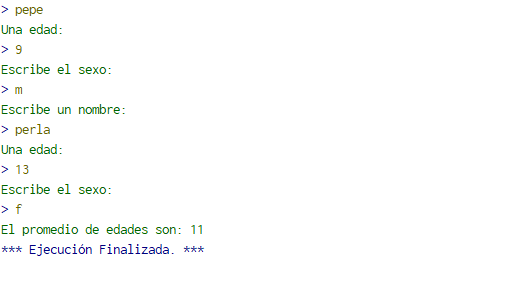 > pepe
Una edad:
> 9
Escribe el sexo:
> m
Escribe un nombre:
> perla
Una edad:
> 13
Escribe el sexo:
> f
El promedio de edades son: 11
*** Ejecución Finalizada. ***